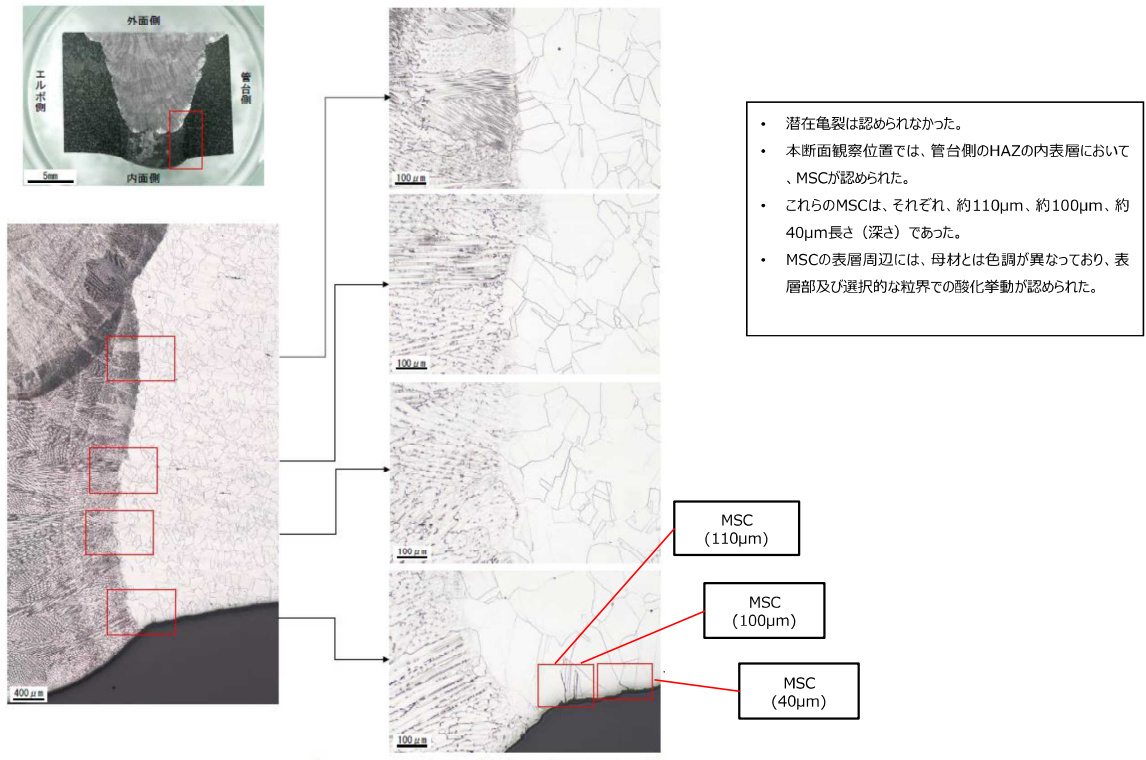 外面側
エルボ側
管台側
内面側
5mm
400μm
100μm
100μm
100μm
100μm
• 潜在亀裂は認められなかった。
• 本断面観察位置では、管台側のHAZの内表層において
、MSCが認められた。
• これらのMSCは、それぞれ、約110μm、約100μm、約
40μm長さ（深さ）であった。
• MSCの表層周辺には、母材とは色調が異なっており、表
層部及び選択的な粒界での酸化挙動が認められた。
MSC
(110μm)
MSC
(100μm)
MSC
(40μm)